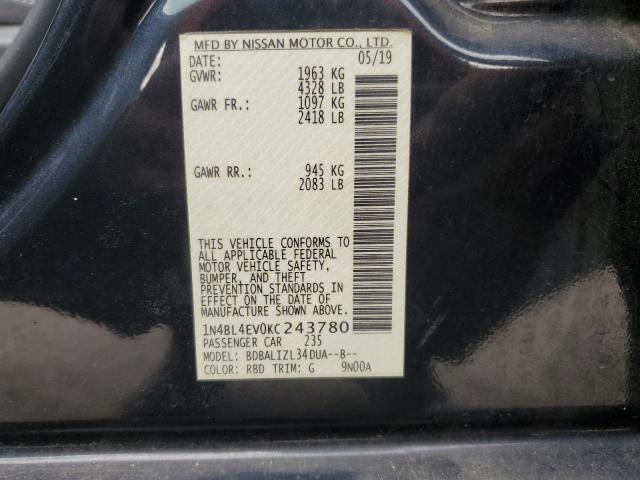 MFD BY NISSAN MOTOR CO., LTD.
DATE: 05/19
GVWR: 1963 KG
4328 LB
GAWR FR.: 1097 KG
2418 LB
GAWR RR.: 945 KG
2083 LB
THIS VEHICLE CONFORMS TO
ALL APPLICABLE FEDERAL
MOTOR VEHICLE SAFETY,
BUMPER, AND THEFT
PREVENTION STANDARDS IN
EFFECT ON THE DATE OF
MANUFACTURE SHOWN ABOVE.
1N4BL4EV0KC243780
PASSENGER CAR 235
MODEL: BDBALIZL34DUA--B--
COLOR: RBD TRIM: G 9N00A